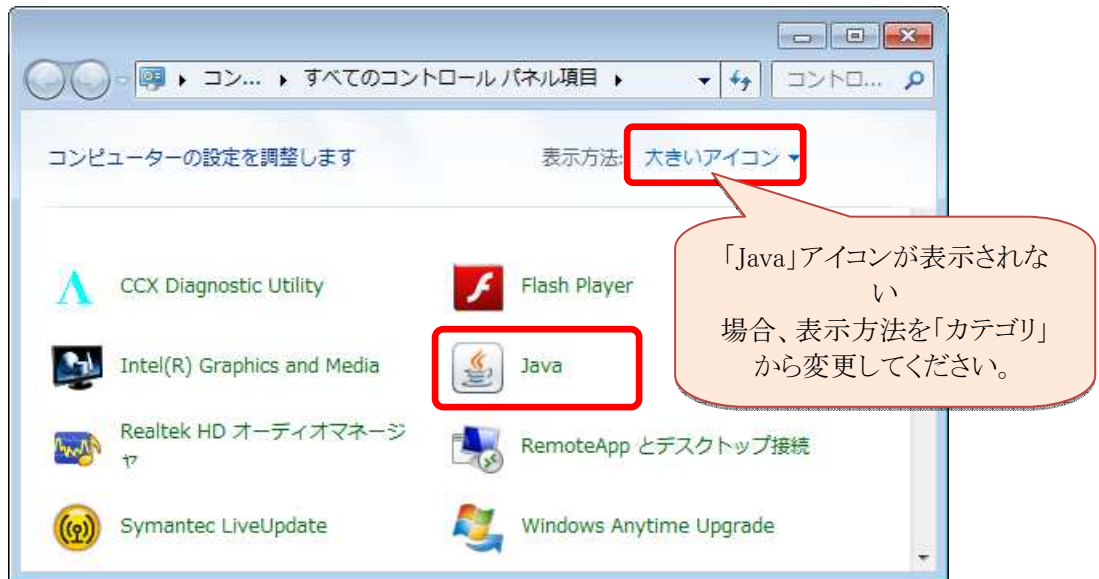 コン... すべてのコントロール パネル項目 コントロ...
コンピューターの設定を調整します 表示方法: 大きいアイコン
「Java」アイコンが表示されな
い
場合、表示方法を「カテゴリ」
から変更してください。
CCX Diagnostic Utility Flash Player
Intel(R) Graphics and Media Java
Realtek HD オーディオマネージ
ャ
RemoteApp とデスクトップ接続
Symantec LiveUpdate Windows Anytime Upgrade